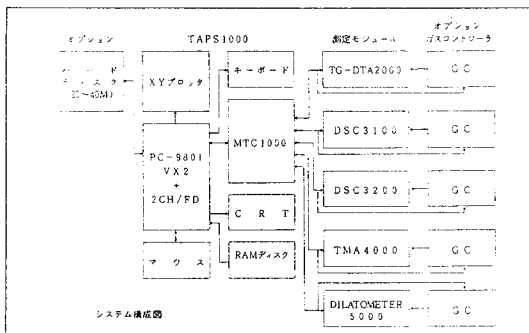 オプション
TAPS1000
測定モジュール
オプション
ガスコントローラ
ハード
ディスク
(20~40M)
XYプロッタ
キーボード
TG-DTA2000
GC
MTC1000
DSC3100
GC
PC-9801
VX2
+
2CH/FD
DSC3200
GC
CRT
マウス
RAMディスク
TMA4000
GC
DILATOMETER
5000
GC
システム構成図